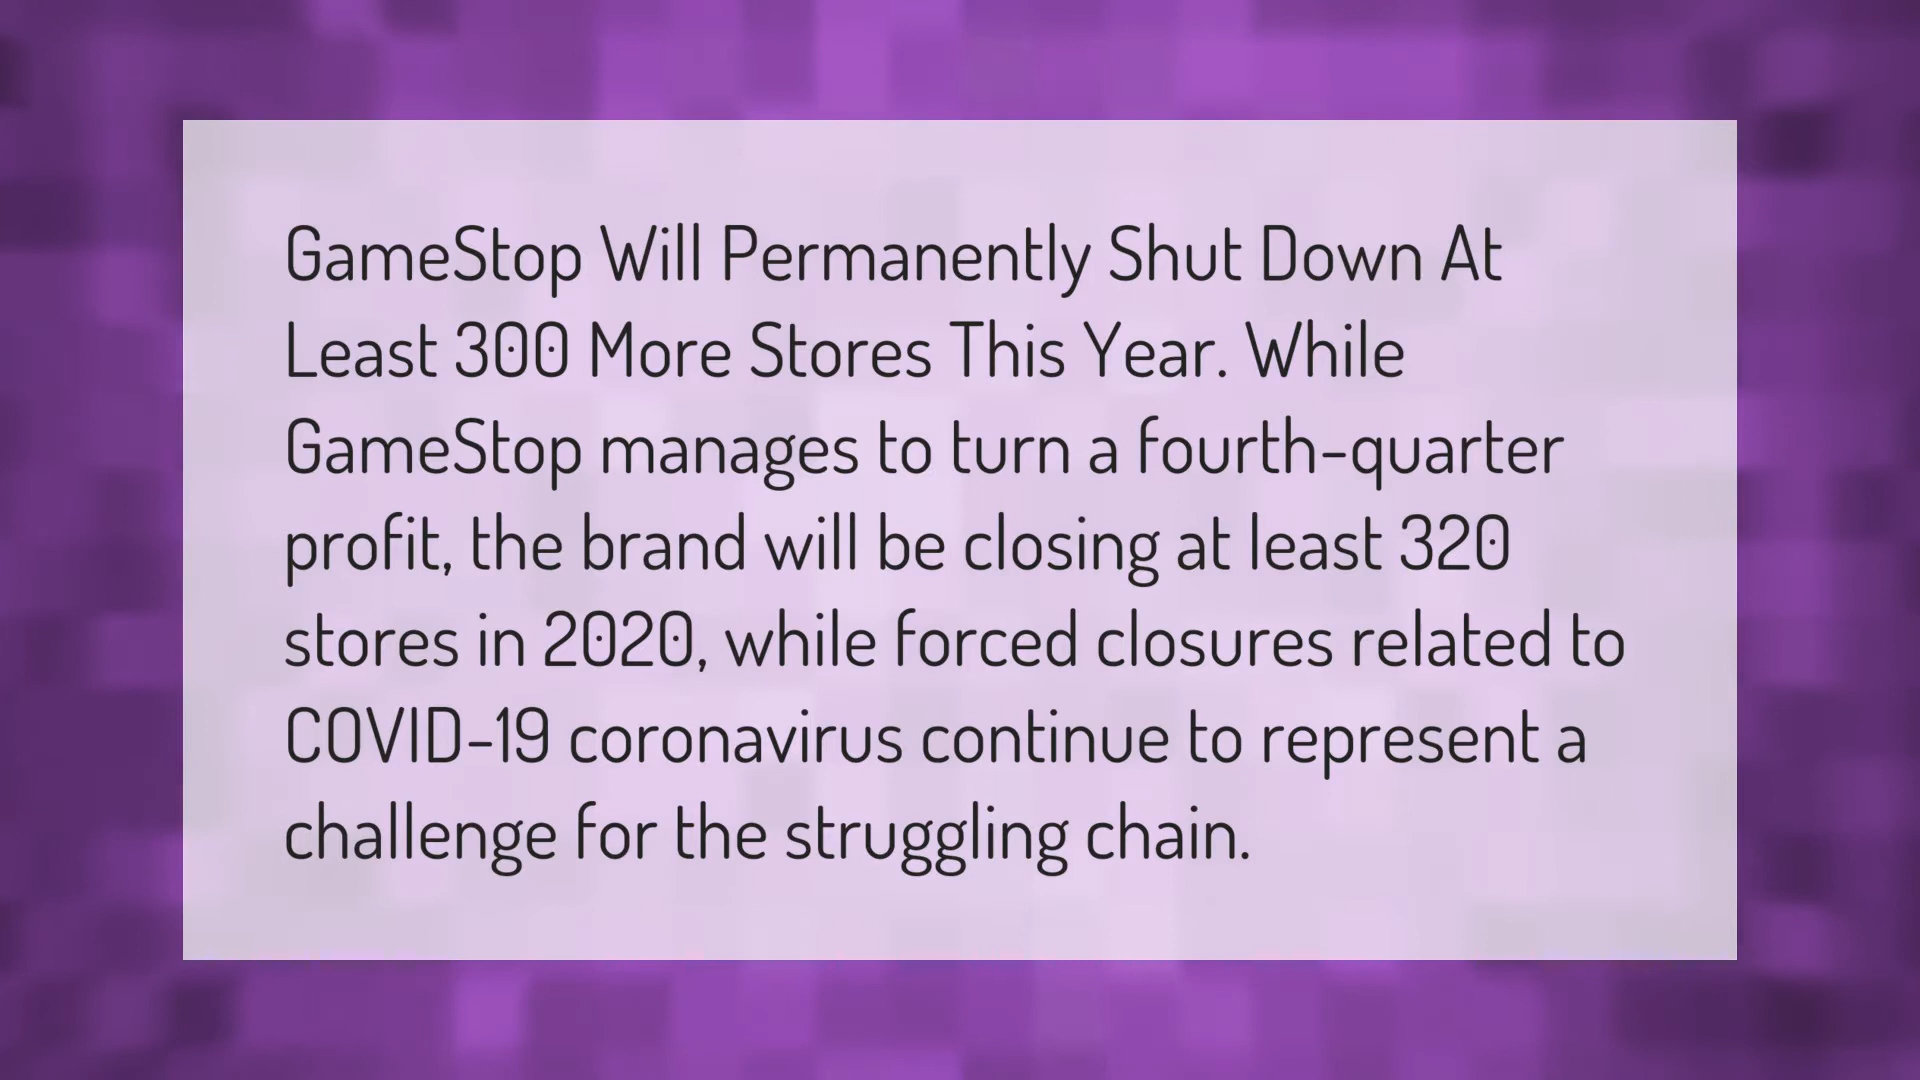 GameStop Will Permanently Shut Down At
Least 300 More Stores This Year. While
GameStop manages to turn a fourth-quarter
profit, the brand will be closing at least 320
stores in 2020, while forced closures related to
COVID-19 coronavirus continue to represent a
challenge for the struggling chain.